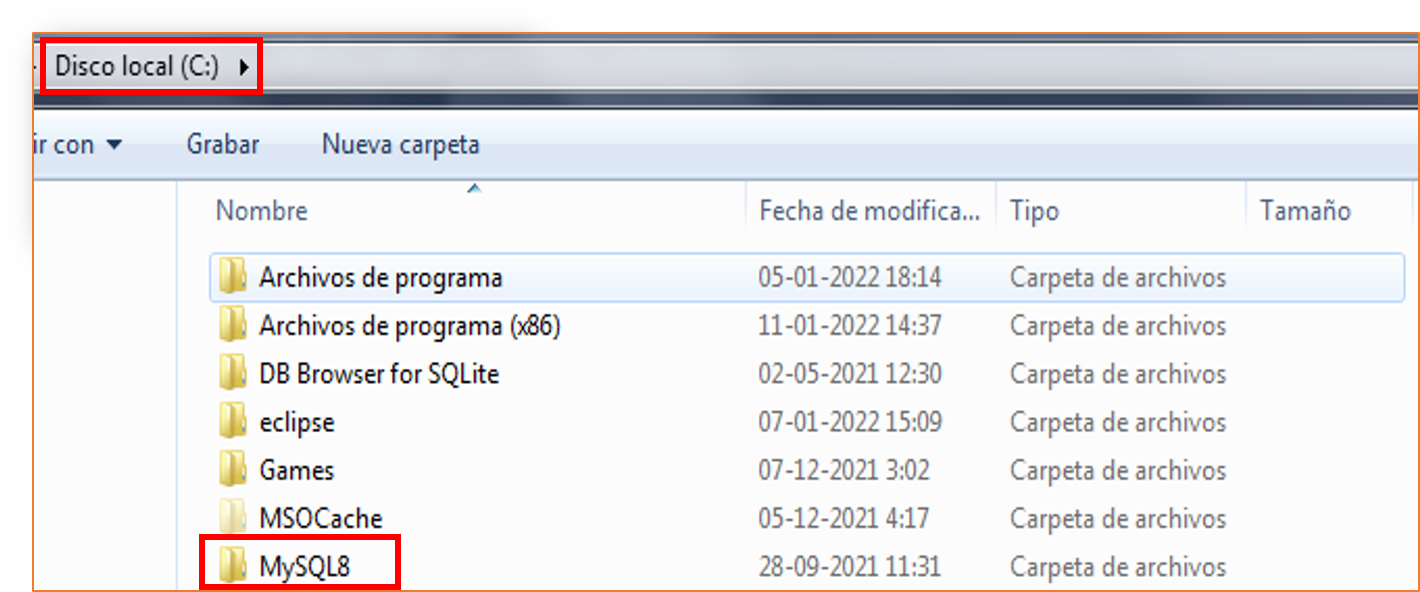 Disco local (C:)
ir con Grabar Nueva carpeta
Nombre Fecha de modifica... Tipo Tamaño
Archivos de programa 05-01-2022 18:14 Carpeta de archivos
Archivos de programa (x86) 11-01-2022 14:37 Carpeta de archivos
DB Browser for SQLite 02-05-2021 12:30 Carpeta de archivos
eclipse 07-01-2022 15:09 Carpeta de archivos
Games 07-12-2021 3:02 Carpeta de archivos
MSOCache 05-12-2021 4:17 Carpeta de archivos
MySQL8 28-09-2021 11:31 Carpeta de archivos